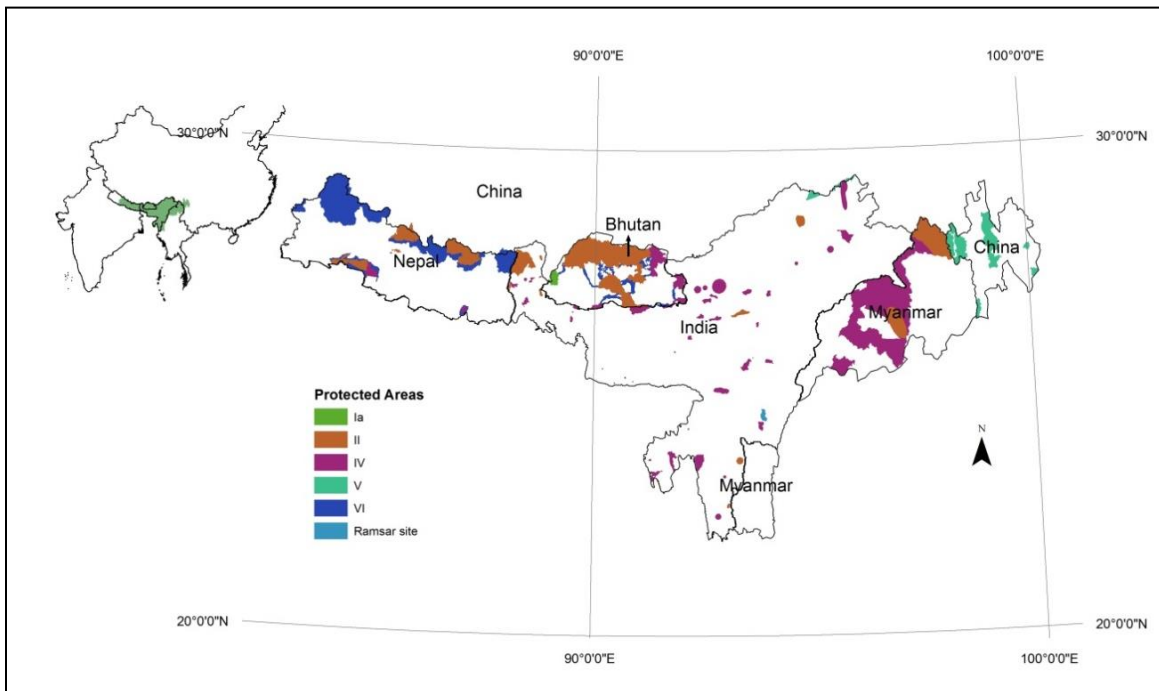 90°0'0"E
100°0'0"E
30°0'0"N
30°0'0"N
China
Bhutan
China
Nepal
Myanmar
India
Protected Areas
Ia
II
IV
V
VI
Ramsar site
N
Myanmar
20°0'0"N
20°0'0"N
90°0'0"E
100°0'0"E